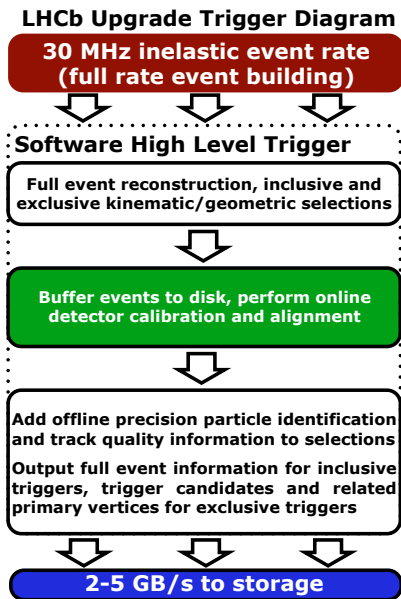 LHCb Upgrade Trigger Diagram
30 MHz inelastic event rate
(full rate event building)
Software High Level Trigger
Full event reconstruction, inclusive and
exclusive kinematic/geometric selections
Buffer events to disk, perform online
detector calibration and alignment
Add offline precision particle identification
and track quality information to selections
Output full event information for inclusive
triggers, trigger candidates and related
primary vertices for exclusive triggers
2-5 GB/s to storage